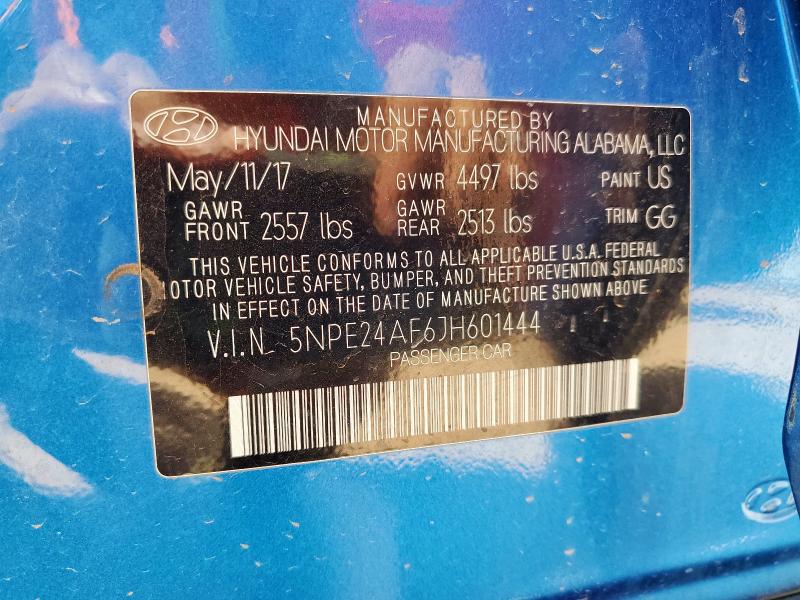 MANUFACTURED BY
HYUNDAI MOTOR MANUFACTURING ALABAMA, LLC
May/11/17 GVWR 4497 lbs PAINT US
GAWR FRONT 2557 lbs GAWR REAR 2513 lbs TRIM GG
THIS VEHICLE CONFORMS TO ALL APPLICABLE U.S.A. FEDERAL
MOTOR VEHICLE SAFETY, BUMPER, AND THEFT PREVENTION STANDARDS
IN EFFECT ON THE DATE OF MANUFACTURE SHOWN ABOVE
V.I.N. 5NPE24AF6JH601444
PASSENGER CAR